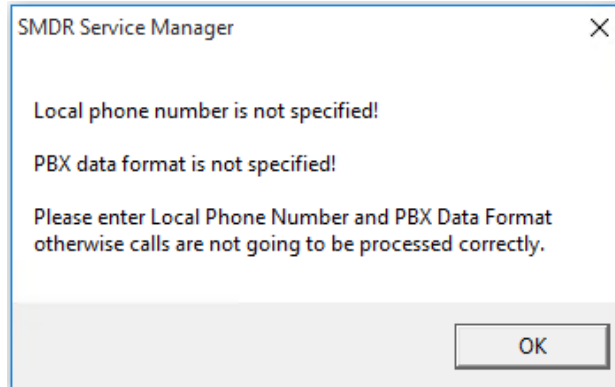 SMDR Service Manager
Local phone number is not specified!
PBX data format is not specified!
Please enter Local Phone Number and PBX Data Format
otherwise calls are not going to be processed correctly.
OK